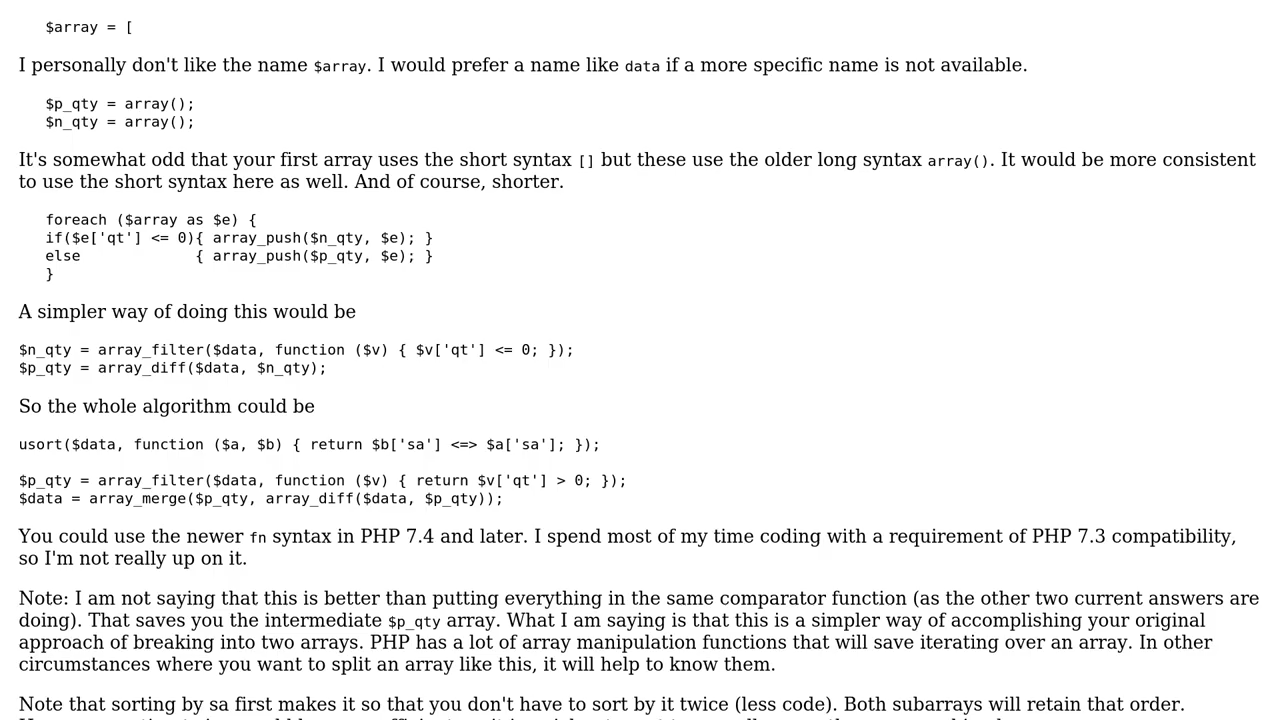 $array = [
I personally don't like the name $array. I would prefer a name like data if a more specific name is not available.
$p_qty = array();
$n_qty = array();
It's somewhat odd that your first array uses the short syntax [] but these use the older long syntax array(). It would be more consistent
to use the short syntax here as well. And of course, shorter.
foreach ($array as $e) {
if($e['qt'] <= 0){ array_push($n_qty, $e); }
else             { array_push($p_qty, $e); }
}
A simpler way of doing this would be
$n_qty = array_filter($data, function ($v) { $v['qt'] <= 0; });
$p_qty = array_diff($data, $n_qty);
So the whole algorithm could be
usort($data, function ($a, $b) { return $b['sa'] <=> $a['sa']; });
$p_qty = array_filter($data, function ($v) { return $v['qt'] > 0; });
$data = array_merge($p_qty, array_diff($data, $p_qty));
You could use the newer fn syntax in PHP 7.4 and later. I spend most of my time coding with a requirement of PHP 7.3 compatibility,
so I'm not really up on it.
Note: I am not saying that this is better than putting everything in the same comparator function (as the other two current answers are
doing). That saves you the intermediate $p_qty array. What I am saying is that this is a simpler way of accomplishing your original
approach of breaking into two arrays. PHP has a lot of array manipulation functions that will save iterating over an array. In other
circumstances where you want to split an array like this, it will help to know them.
Note that sorting by sa first makes it so that you don't have to sort by it twice (less code). Both subarrays will retain that order.